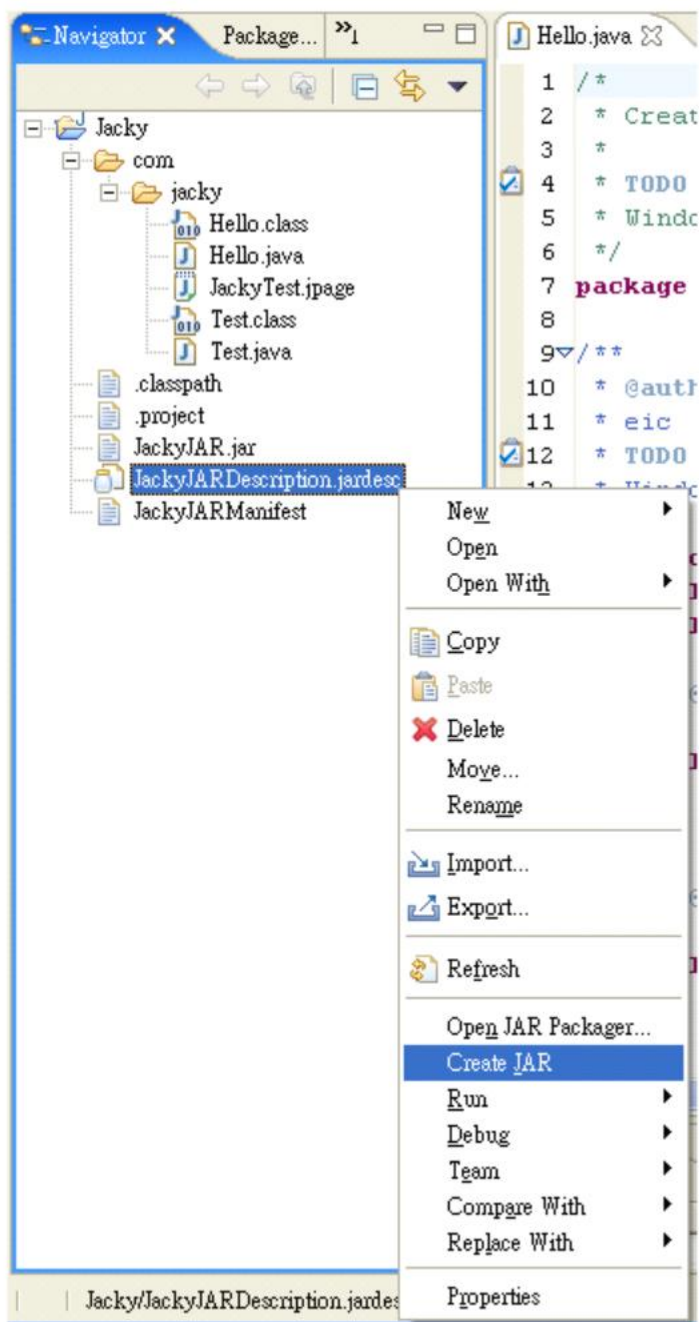 Navigator Package... »1
Hello.java
Jacky
com
jacky
Hello.class
Hello.java
JackyTest.jpage
Test.class
Test.java
.classpath
.project
JackyJAR.jar
JackyJARDescription.jardesc
JackyJARManifest
1 /*
2 * Creat
3 *
4 * TODO
5 * Windo
6 */
7 package
8
9 /**
10 * @auth
11 * eic
12 * TODO
New
Open
Open With
Copy
Paste
Delete
Move...
Rename
Import...
Export...
Refresh
Open JAR Packager...
Create JAR
Run
Debug
Team
Compare With
Replace With
Properties
Jacky/JackyJARDescription.jardes